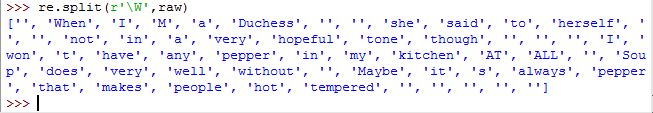 >>> re.split(r'\W',raw)
['', 'When', 'I', 'M', 'a', 'Duchess', '', '', 'she', 'said', 'to', 'herself', '
', '', 'not', 'in', 'a', 'very', 'hopeful', 'tone', 'though', '', '', '', 'I', '
won', 't', 'have', 'any', 'pepper', 'in', 'my', 'kitchen', 'AT', 'ALL', '', 'Sou
p', 'does', 'very', 'well', 'without', '', 'Maybe', 'it', 's', 'always', 'pepper
', 'that', 'makes', 'people', 'hot', 'tempered', '', '', '', '', '']
>>>